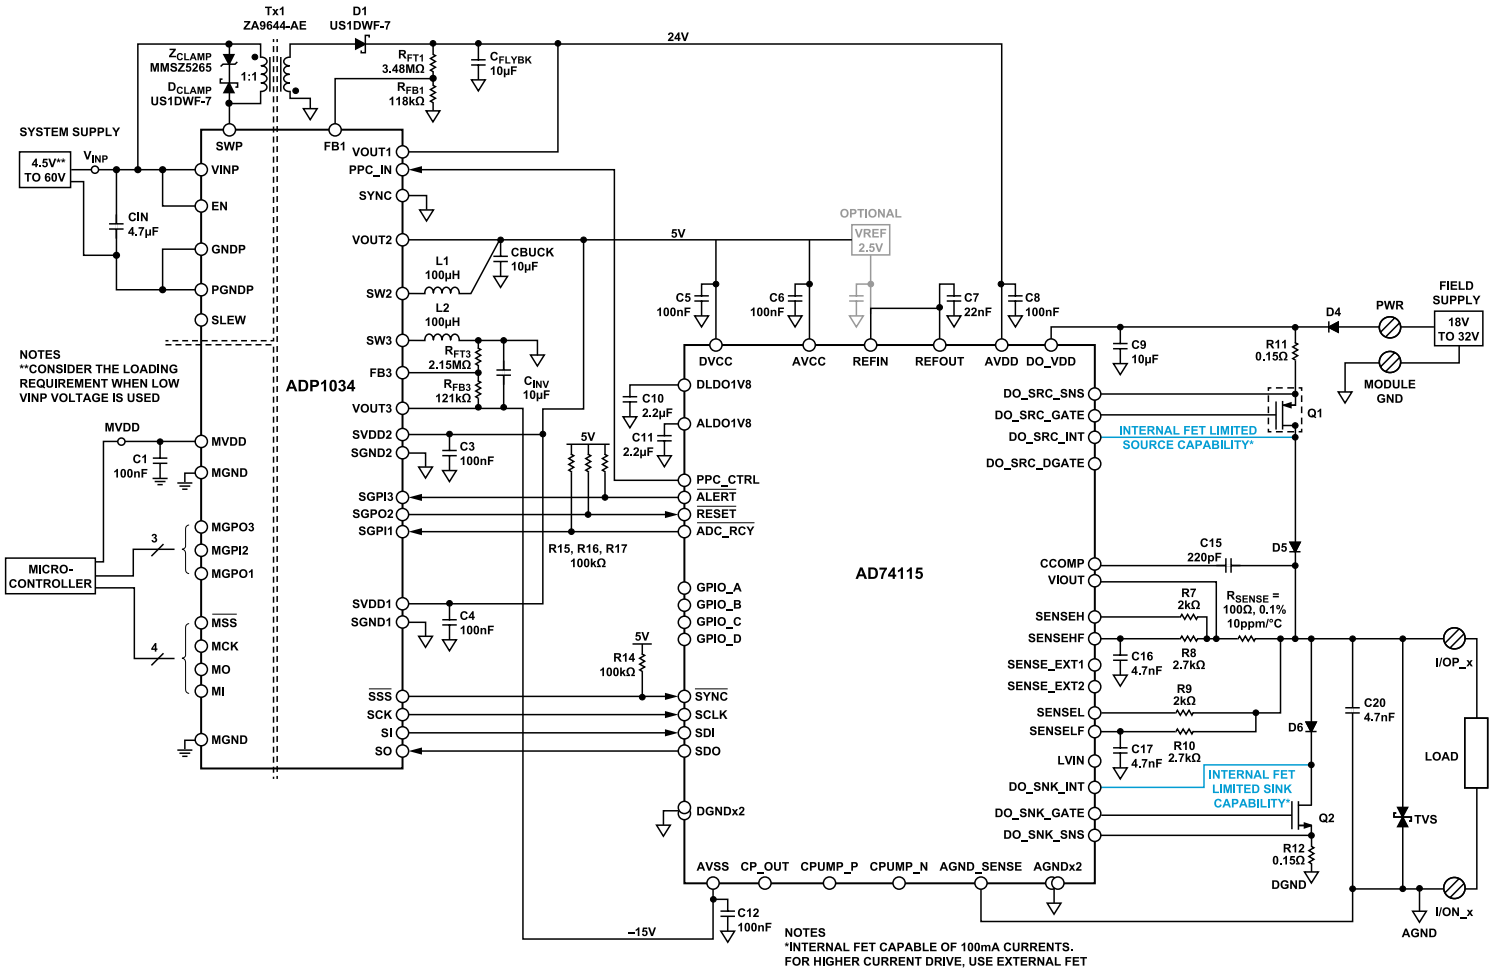 Tx1
ZA9644-AE
D1
US1DWF-7
24V
ZCLAMP
MMSZ5265
DCLAMP
US1DWF-7
1:1
RFT1
3.48MΩ
RFB1
118kΩ
CFLYBK
10µF
SYSTEM SUPPLY
4.5V**
TO 60V
VINP
CIN
4.7µF
SWP
FB1
VINP
EN
GNDP
PGNDP
SLEW
VOUT1
PPC_IN
SYNC
VOUT2
SW2
SW3
FB3
VOUT3
SVDD2
SGND2
SGPI3
SGPO2
SGPI1
SVDD1
SGND1
SSS
SCK
SI
SO
ADP1034
NOTES
**CONSIDER THE LOADING
REQUIREMENT WHEN LOW
VINP VOLTAGE IS USED
MVDD
C1
100nF
MVDD
MGND
MGPO3
MGPI2
MGPO1
MSS
MCK
MO
MI
MGND
MICRO-
CONTROLLER
3
4
L1
100µH
CBUCK
10µF
L2
100µH
RFT3
2.15MΩ
RFB3
121kΩ
CINV
10µF
5V
C3
100nF
5V
R15, R16, R17
100kΩ
C4
100nF
5V
R14
100kΩ
–15V
C12
100nF
OPTIONAL
VREF
2.5V
C5
100nF
C6
100nF
C7
22nF
C8
100nF
C9
10µF
C10
2.2µF
C11
2.2µF
DVCC
AVCC
REFIN
REFOUT
AVDD
DO_VDD
DLDO1V8
ALDO1V8
PPC_CTRL
ALERT
RESET
ADC_RCY
GPIO_A
GPIO_B
GPIO_C
GPIO_D
SYNC
SCLK
SDI
SDO
DGNDx2
AD74115
DO_SRC_SNS
DO_SRC_GATE
DO_SRC_INT
DO_SRC_DGATE
CCOMP
VIOUT
SENSEH
SENSEHF
SENSE_EXT1
SENSE_EXT2
SENSEL
SENSELF
LVIN
DO_SNK_INT
DO_SNK_GATE
DO_SNK_SNS
AVSS
CP_OUT
CPUMP_P
CPUMP_N
AGND_SENSE
AGNDx2
INTERNAL FET LIMITED
SOURCE CAPABILITY*
D4
PWR
FIELD
SUPPLY
18V
TO 32V
MODULE
GND
R11
0.15Ω
Q1
C15
220pF
D5
R7
2kΩ
RSENSE =
100Ω, 0.1%
10ppm/°C
C16
4.7nF
R8
2.7kΩ
R9
2kΩ
C17
4.7nF
R10
2.7kΩ
D6
INTERNAL FET
LIMITED SINK
CAPABILITY*
Q2
R12
0.15Ω
DGND
C20
4.7nF
TVS
I/OP_x
LOAD
I/ON_x
AGND
NOTES
*INTERNAL FET CAPABLE OF 100mA CURRENTS.
FOR HIGHER CURRENT DRIVE, USE EXTERNAL FET